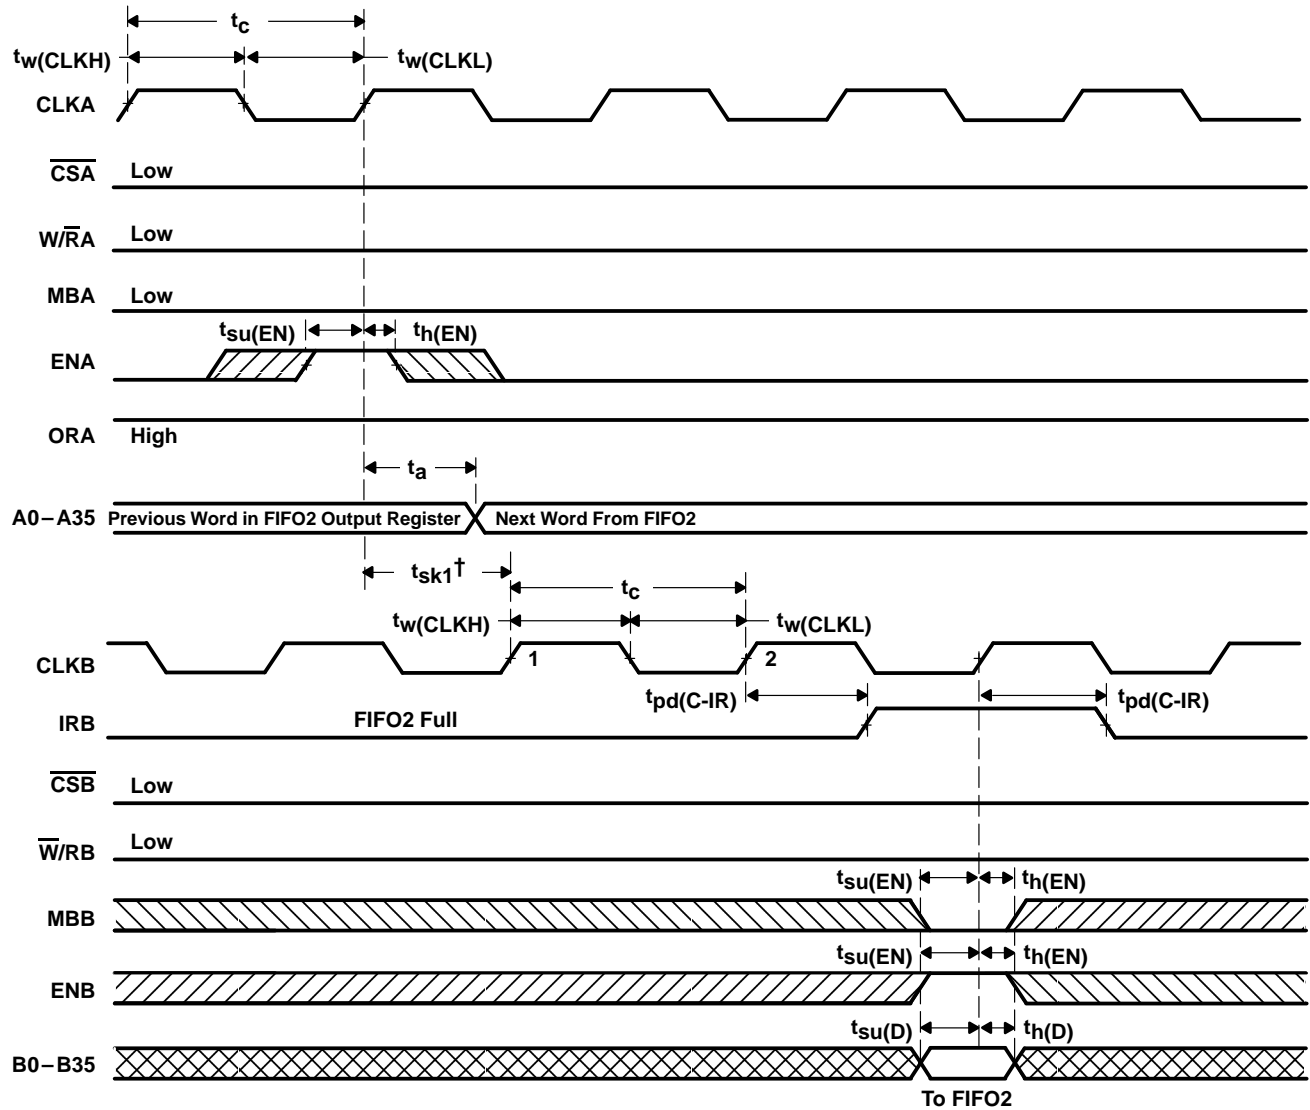 tc
tw(CLKH) tw(CLKL)
CLKA
CSA Low
W/RA Low
MBA Low
tsu(EN) th(EN)
ENA
ORA High
ta
A0–A35 Previous Word in FIFO2 Output Register Next Word From FIFO2
tsk1†
tc
tw(CLKH) tw(CLKL)
CLKB 1 2
tpd(C-IR) tpd(C-IR)
IRB FIFO2 Full
CSB Low
W/RB Low
tsu(EN) th(EN)
MBB
tsu(EN) th(EN)
ENB
tsu(D) th(D)
B0–B35
To FIFO2